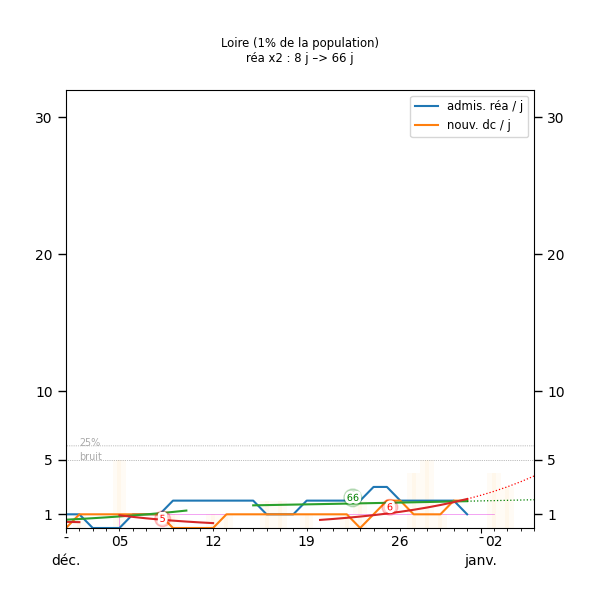 Loire (1% de la population)
réa x2 : 8 j –> 66 j
admis. réa / j
nouv. dc / j
30 30
20 20
10 10
25%
bruit
5 5
66
6
5
1 1
- 05 12 19 26 - 02
déc. janv.